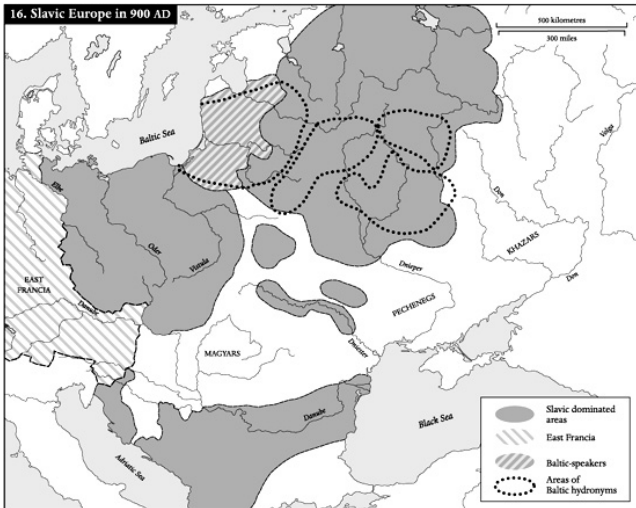 16. Slavic Europe in 900 AD
500 kilometres
300 miles
Baltic Sea
Volga
Elbe
Don
Oder
Vistula
KHAZARS
EAST
FRANCIA
Dnieper
Don
Danube
PECHENEGS
MAGYARS
Dniester
Danube
Black Sea
Adriatic Sea
Slavic dominated
areas
East Francia
Baltic-speakers
Areas of
Baltic hydronyms